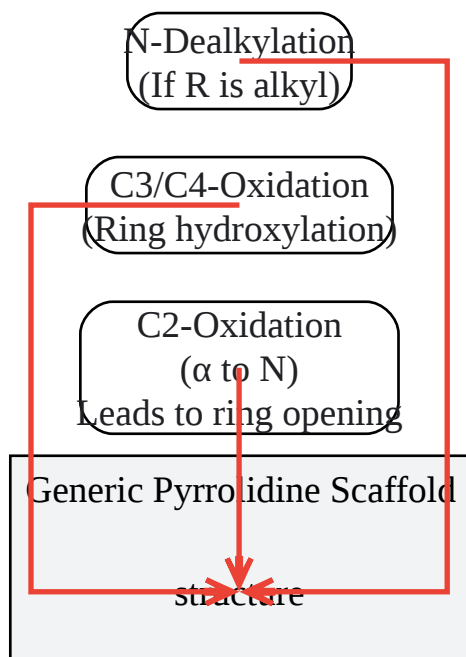 N-Dealkylation
(If R is alkyl)
C3/C4-Oxidation
(Ring hydroxylation)
C2-Oxidation
(α to N)
Leads to ring opening
Generic Pyrrolidine Scaffold
structure